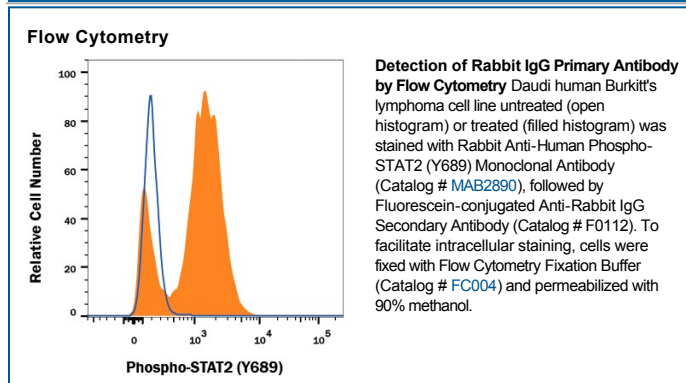 Flow Cytometry
100
80
60
40
20
0
Relative Cell Number
0
10³
10⁴
10⁵
Phospho-STAT2 (Y689)
Detection of Rabbit IgG Primary Antibody
by Flow Cytometry Daudi human Burkitt's
lymphoma cell line untreated (open
histogram) or treated (filled histogram) was
stained with Rabbit Anti-Human Phospho-
STAT2 (Y689) Monoclonal Antibody
(Catalog # MAB2890), followed by
Fluorescein-conjugated Anti-Rabbit IgG
Secondary Antibody (Catalog # F0112). To
facilitate intracellular staining, cells were
fixed with Flow Cytometry Fixation Buffer
(Catalog # FC004) and permeabilized with
90% methanol.